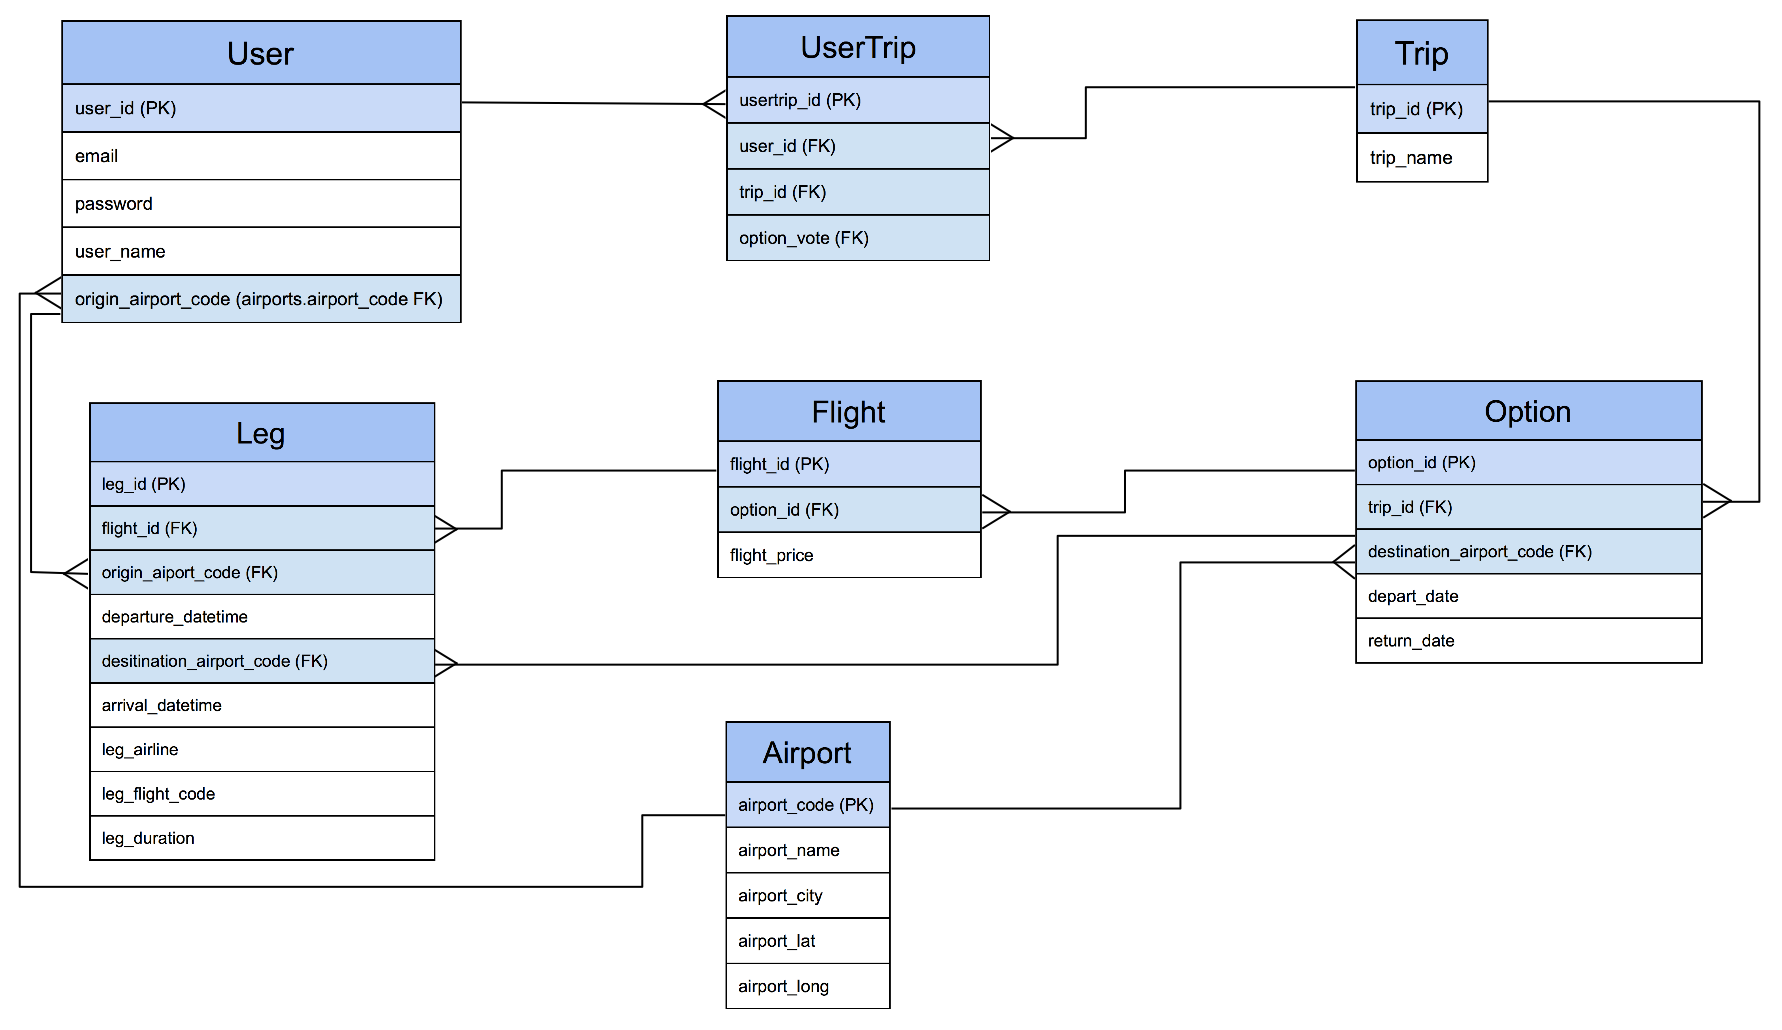 User
user_id (PK)
email
password
user_name
origin_airport_code (airports.airport_code FK)
UserTrip
usertrip_id (PK)
user_id (FK)
trip_id (FK)
option_vote (FK)
Trip
trip_id (PK)
trip_name
Leg
leg_id (PK)
flight_id (FK)
origin_aiport_code (FK)
departure_datetime
desitination_airport_code (FK)
arrival_datetime
leg_airline
leg_flight_code
leg_duration
Flight
flight_id (PK)
option_id (FK)
flight_price
Option
option_id (PK)
trip_id (FK)
destination_airport_code (FK)
depart_date
return_date
Airport
airport_code (PK)
airport_name
airport_city
airport_lat
airport_long